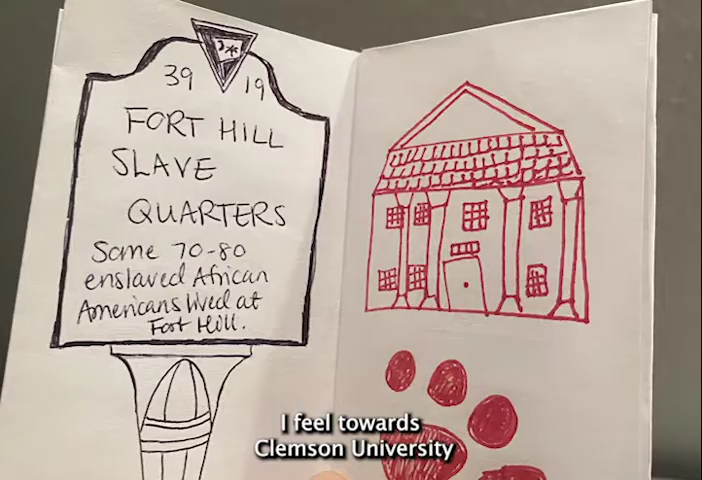 39 19
FORT HILL
SLAVE
QUARTERS
Some 70-80
enslaved African
Americans lived at
Fort Hill.
I feel towards
Clemson University